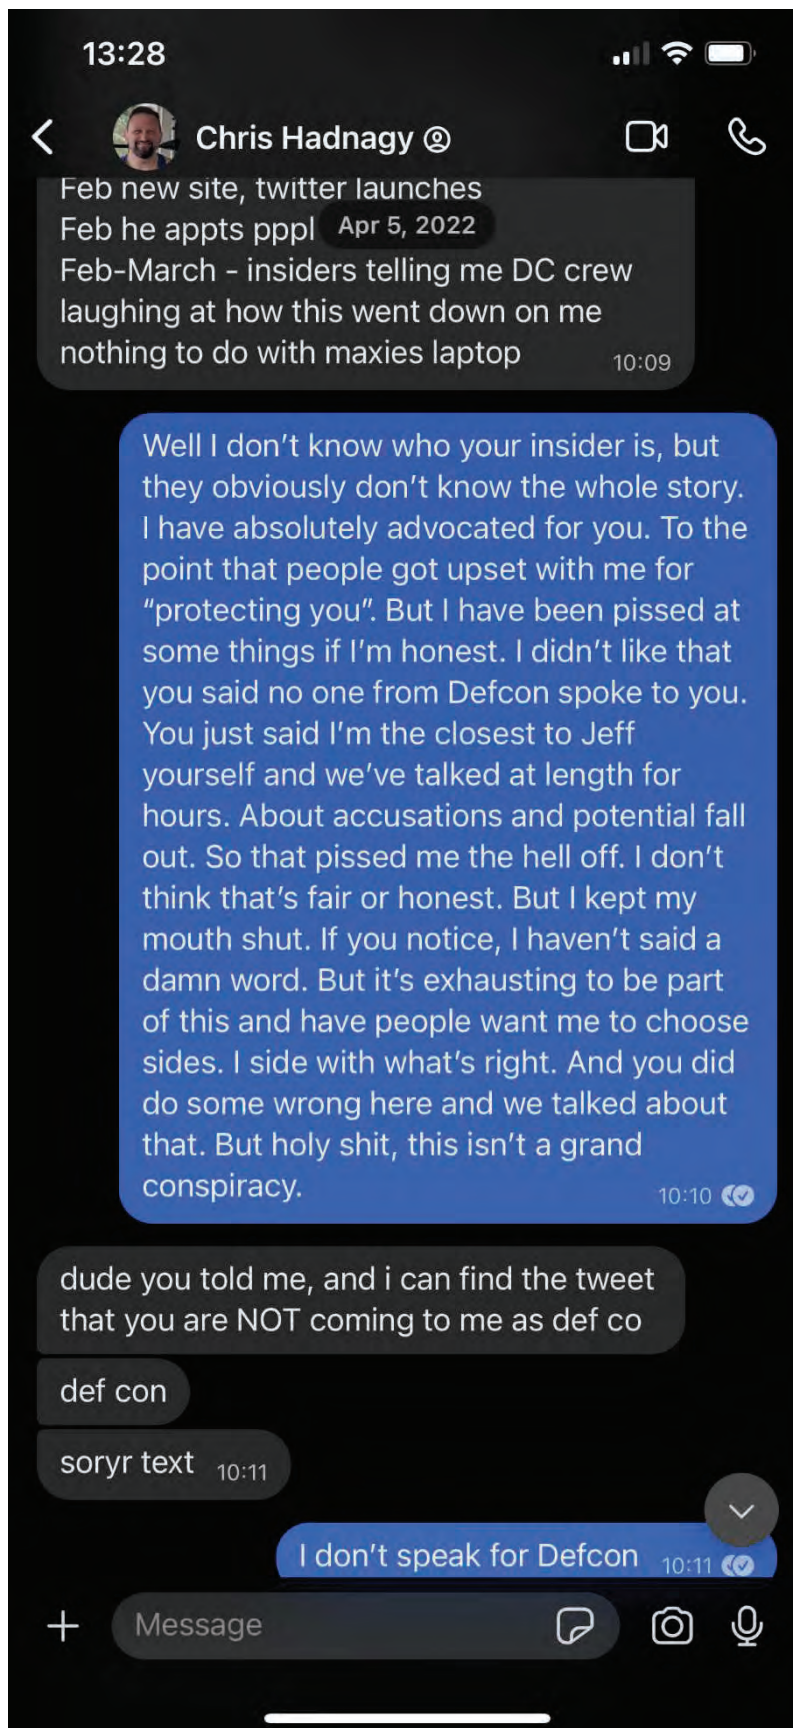 13:28
Chris Hadnagy
Feb new site, twitter launches
Feb he appts pppl
Apr 5, 2022
Feb-March - insiders telling me DC crew
laughing at how this went down on me
nothing to do with maxies laptop
10:09
Well I don’t know who your insider is, but
they obviously don’t know the whole story.
I have absolutely advocated for you. To the
point that people got upset with me for
“protecting you”. But I have been pissed at
some things if I’m honest. I didn’t like that
you said no one from Defcon spoke to you.
You just said I’m the closest to Jeff
yourself and we’ve talked at length for
hours. About accusations and potential fall
out. So that pissed me the hell off. I don’t
think that’s fair or honest. But I kept my
mouth shut. If you notice, I haven’t said a
damn word. But it’s exhausting to be part
of this and have people want me to choose
sides. I side with what’s right. And you did
do some wrong here and we talked about
that. But holy shit, this isn’t a grand
conspiracy.
10:10
dude you told me, and i can find the tweet
that you are NOT coming to me as def co
def con
soryr text
10:11
I don’t speak for Defcon
10:11
Message